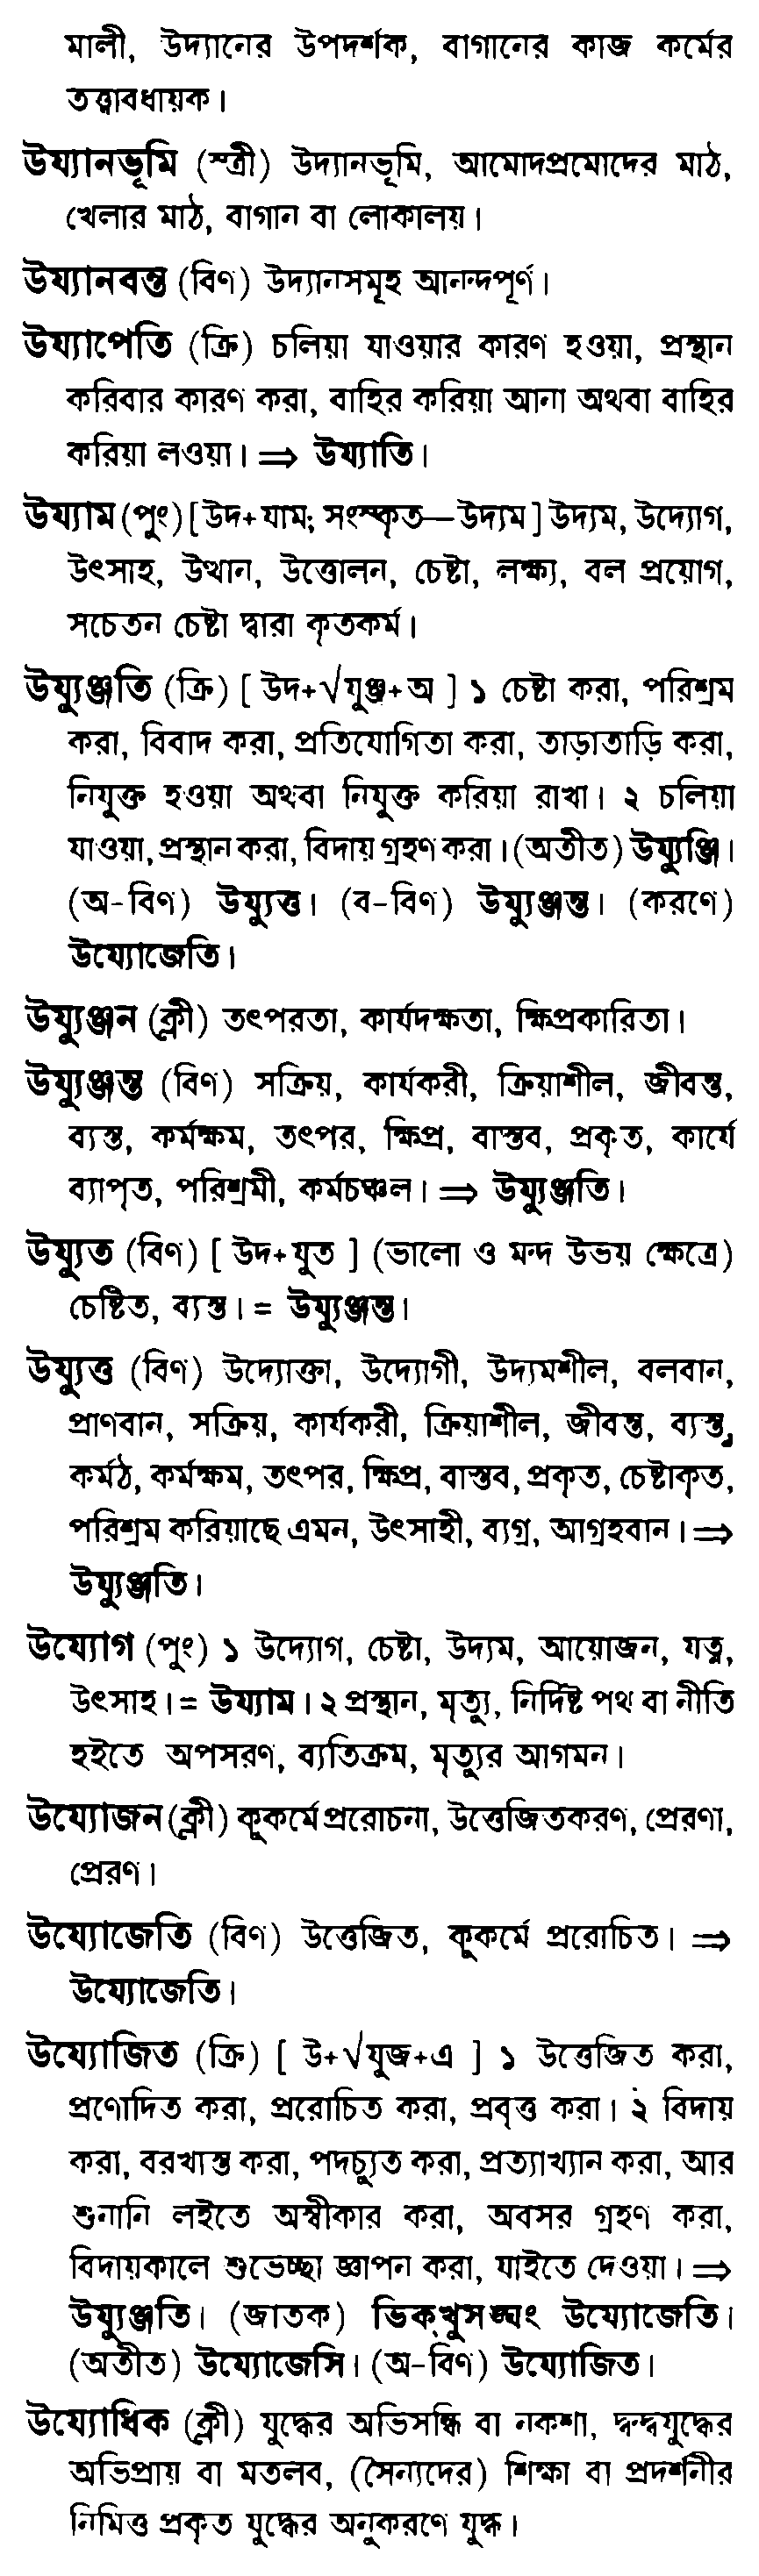 মালী, উদ্যানের উপদর্শক, বাগানের কাজ কর্মের
তত্ত্বাবধায়ক।
উয্যানভূমি (স্ত্রী) উদ্যানভূমি, আমোদপ্রমোদের মাঠ,
খেলার মাঠ, বাগান বা লোকালয়।
উয্যানবন্ত (বিণ) উদ্যানসমূহ আনন্দপূর্ণ।
উয্যাপেতি (ক্রি) চলিয়া যাওয়ার কারণ হওয়া, প্রস্থান
করিবার কারণ করা, বাহির করিয়া আনা অথবা বাহির
করিয়া লওয়া। ⇒ উয্যাতি।
উয্যাম (পুং) [উদ+যাম; সংস্কৃত—উদ্যম] উদ্যম, উদ্যোগ,
উৎসাহ, উত্থান, উত্তোলন, চেষ্টা, লক্ষ্য, বল প্রয়োগ,
সচেতন চেষ্টা দ্বারা কৃতকর্ম।
উয্যুঞ্জতি (ক্রি) [ উদ+√যুঞ্জ+অ ] ১ চেষ্টা করা, পরিশ্রম
করা, বিবাদ করা, প্রতিযোগিতা করা, তাড়াতাড়ি করা,
নিযুক্ত হওয়া অথবা নিযুক্ত করিয়া রাখা। ২ চলিয়া
যাওয়া, প্রস্থান করা, বিদায় গ্রহণ করা। (অতীত) উয্যুঞ্জি।
(অ-বিণ) উয্যুত্ত। (ব-বিণ) উয্যুঞ্জন্ত। (করণে)
উয্যোজেতি।
উয্যুঞ্জন (ক্লী) তৎপরতা, কার্যদক্ষতা, ক্ষিপ্রকারিতা।
উয্যুঞ্জন্ত (বিণ) সক্রিয়, কার্যকরী, ক্রিয়াশীল, জীবন্ত,
ব্যস্ত, কর্মক্ষম, তৎপর, ক্ষিপ্র, বাস্তব, প্রকৃত, কার্যে
ব্যাপৃত, পরিশ্রমী, কর্মচঞ্চল। ⇒ উয্যুঞ্জতি।
উয্যুত (বিণ) [ উদ+যুত ] (ভালো ও মন্দ উভয় ক্ষেত্রে)
চেষ্টিত, ব্যস্ত। = উয্যুঞ্জন্ত।
উয্যুত্ত (বিণ) উদ্যোক্তা, উদ্যোগী, উদ্যমশীল, বলবান,
প্রাণবান, সক্রিয়, কার্যকরী, ক্রিয়াশীল, জীবন্ত, ব্যস্ত,
কর্মঠ, কর্মক্ষম, তৎপর, ক্ষিপ্র, বাস্তব, প্রকৃত, চেষ্টাকৃত,
পরিশ্রম করিয়াছে এমন, উৎসাহী, ব্যগ্র, আগ্রহবান। ⇒
উয্যুঞ্জতি।
উয্যোগ (পুং) ১ উদ্যোগ, চেষ্টা, উদ্যম, আয়োজন, যত্ন,
উৎসাহ। = উয্যাম। ২ প্রস্থান, মৃত্যু, নির্দিষ্ট পথ বা নীতি
হইতে অপসরণ, ব্যতিক্রম, মৃত্যুর আগমন।
উয্যোজন (ক্লী) কূকর্মে প্ররোচনা, উত্তেজিতকরণ, প্রেরণা,
প্রেরণ।
উয্যোজেতি (বিণ) উত্তেজিত, কূকর্মে প্ররোচিত। ⇒
উয্যোজেতি।
উয্যোজিত (ক্রি) [ উ+√যুজ+এ ] ১ উত্তেজিত করা,
প্রণোদিত করা, প্ররোচিত করা, প্রবৃত্ত করা। ২ বিদায়
করা, বরখাস্ত করা, পদচ্যুত করা, প্রত্যাখ্যান করা, আর
শুনানি লইতে অস্বীকার করা, অবসর গ্রহণ করা,
বিদায়কালে শুভেচ্ছা জ্ঞাপন করা, যাইতে দেওয়া। ⇒
উয্যুঞ্জতি। (জাতক) ভিক্খুসঙ্ঘং উয্যোজেতি।
(অতীত) উয্যোজেসি। (অ-বিণ) উয্যোজিত।
উয্যোধিক (ক্লী) যুদ্ধের অভিসন্ধি বা নকশা, দ্বন্দ্বযুদ্ধের
অভিপ্রায় বা মতলব, (সৈন্যদের) শিক্ষা বা প্রদর্শনীর
নিমিত্ত প্রকৃত যুদ্ধের অনুকরণে যুদ্ধ।